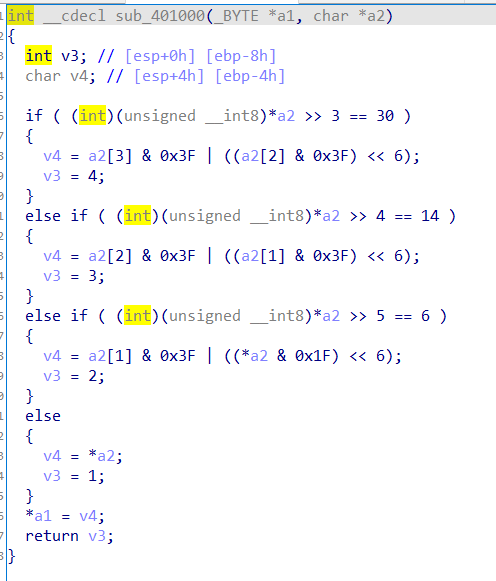 int __cdecl sub_401000(_BYTE *a1, char *a2)
{
  int v3; // [esp+0h] [ebp-8h]
  char v4; // [esp+4h] [ebp-4h]

  if ( (int)(unsigned __int8)*a2 >> 3 == 30 )
  {
    v4 = a2[3] & 0x3F | ((a2[2] & 0x3F) << 6);
    v3 = 4;
  }
  else if ( (int)(unsigned __int8)*a2 >> 4 == 14 )
  {
    v4 = a2[2] & 0x3F | ((a2[1] & 0x3F) << 6);
    v3 = 3;
  }
  else if ( (int)(unsigned __int8)*a2 >> 5 == 6 )
  {
    v4 = a2[1] & 0x3F | ((*a2 & 0x1F) << 6);
    v3 = 2;
  }
  else
  {
    v4 = *a2;
    v3 = 1;
  }
  *a1 = v4;
  return v3;
}